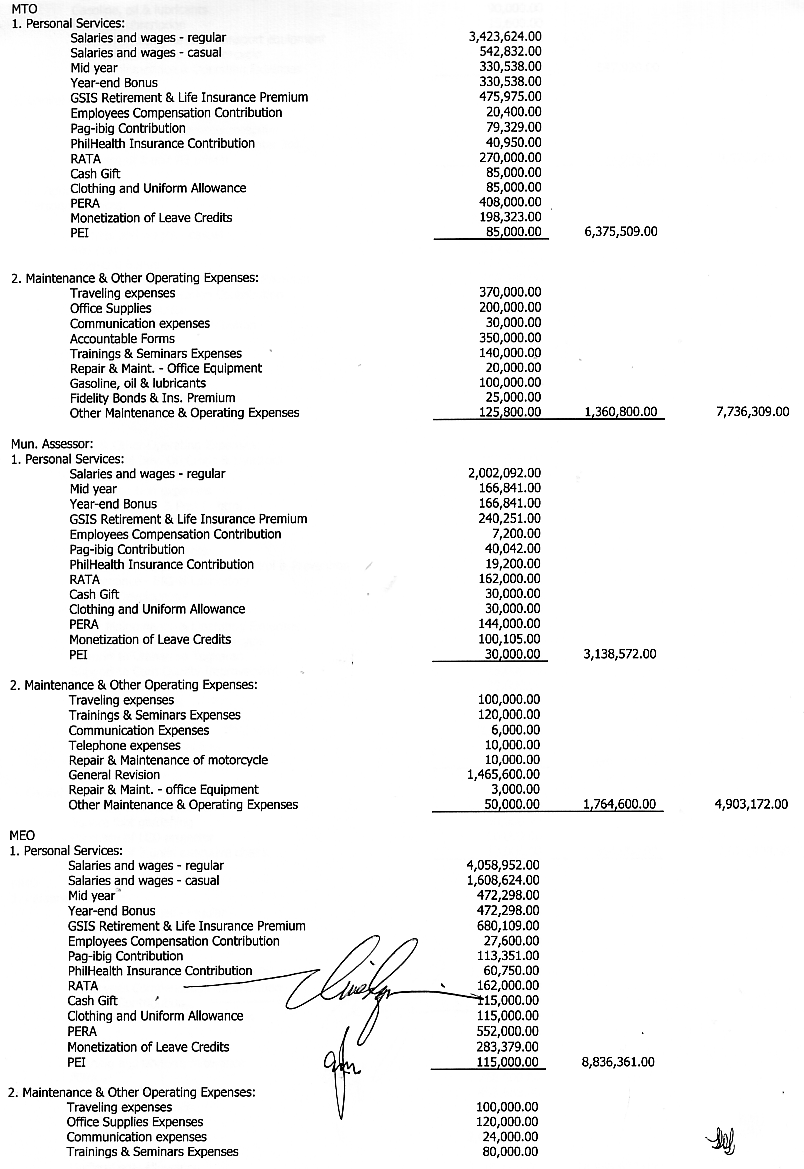 MTO
1. Personal Services:
Salaries and wages - regular 3,423,624.00
Salaries and wages - casual 542,832.00
Mid year 330,538.00
Year-end Bonus 330,538.00
GSIS Retirement & Life Insurance Premium 475,975.00
Employees Compensation Contribution 20,400.00
Pag-ibig Contribution 79,329.00
PhilHealth Insurance Contribution 40,950.00
RATA 270,000.00
Cash Gift 85,000.00
Clothing and Uniform Allowance 85,000.00
PERA 408,000.00
Monetization of Leave Credits 198,323.00
PEI 85,000.00 6,375,509.00
2. Maintenance & Other Operating Expenses:
Traveling expenses 370,000.00
Office Supplies 200,000.00
Communication expenses 30,000.00
Accountable Forms 350,000.00
Trainings & Seminars Expenses 140,000.00
Repair & Maint. - Office Equipment 20,000.00
Gasoline, oil & lubricants 100,000.00
Fidelity Bonds & Ins. Premium 25,000.00
Other Maintenance & Operating Expenses 125,800.00 1,360,800.00 7,736,309.00
Mun. Assessor:
1. Personal Services:
Salaries and wages - regular 2,002,092.00
Mid year 166,841.00
Year-end Bonus 166,841.00
GSIS Retirement & Life Insurance Premium 240,251.00
Employees Compensation Contribution 7,200.00
Pag-ibig Contribution 40,042.00
PhilHealth Insurance Contribution 19,200.00
RATA 162,000.00
Cash Gift 30,000.00
Clothing and Uniform Allowance 30,000.00
PERA 144,000.00
Monetization of Leave Credits 100,105.00
PEI 30,000.00 3,138,572.00
2. Maintenance & Other Operating Expenses:
Traveling expenses 100,000.00
Trainings & Seminars Expenses 120,000.00
Communication Expenses 6,000.00
Telephone expenses 10,000.00
Repair & Maintenance of motorcycle 10,000.00
General Revision 1,465,600.00
Repair & Maint. - office Equipment 3,000.00
Other Maintenance & Operating Expenses 50,000.00 1,764,600.00 4,903,172.00
MEO
1. Personal Services:
Salaries and wages - regular 4,058,952.00
Salaries and wages - casual 1,608,624.00
Mid year 472,298.00
Year-end Bonus 472,298.00
GSIS Retirement & Life Insurance Premium 680,109.00
Employees Compensation Contribution 27,600.00
Pag-ibig Contribution 113,351.00
PhilHealth Insurance Contribution 60,750.00
RATA 162,000.00
Cash Gift 115,000.00
Clothing and Uniform Allowance 115,000.00
PERA 552,000.00
Monetization of Leave Credits 283,379.00
PEI 115,000.00 8,836,361.00
2. Maintenance & Other Operating Expenses:
Traveling expenses 100,000.00
Office Supplies Expenses 120,000.00
Communication expenses 24,000.00
Trainings & Seminars Expenses 80,000.00